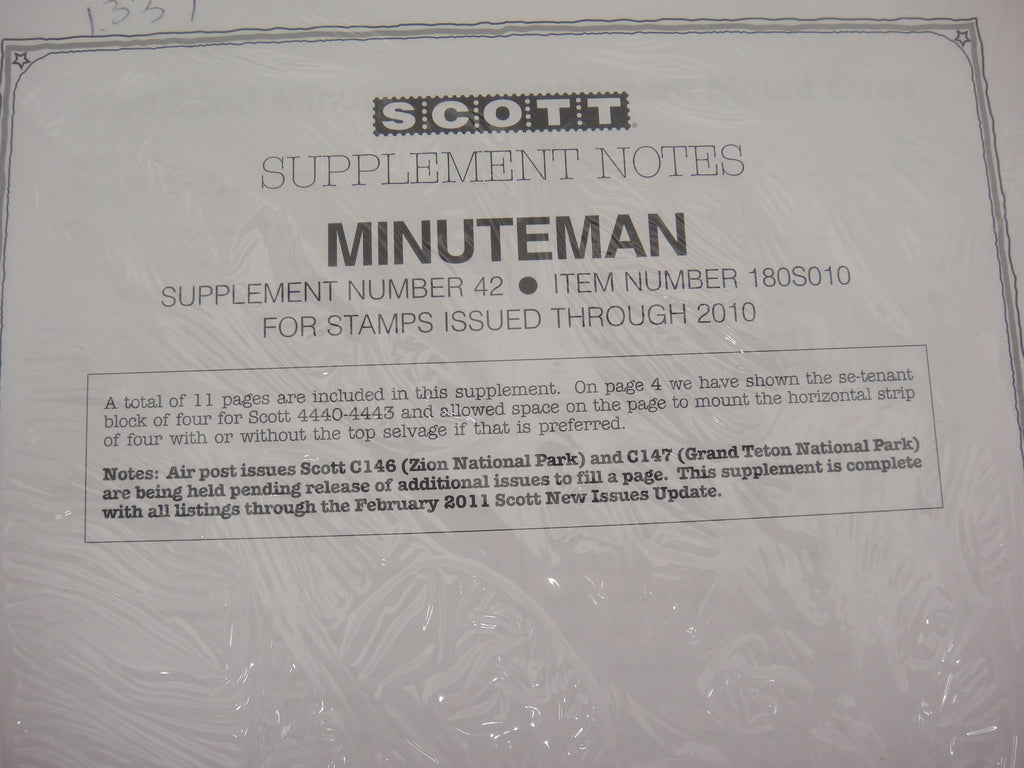 SCOTT
SUPPLEMENT NOTES
MINUTEMAN
SUPPLEMENT NUMBER 42 ● ITEM NUMBER 180S010
FOR STAMPS ISSUED THROUGH 2010
A total of 11 pages are included in this supplement. On page 4 we have shown the se-tenant
block of four for Scott 4440-4443 and allowed space on the page to mount the horizontal strip
of four with or without the top selvage if that is preferred.
Notes: Air post issues Scott C146 (Zion National Park) and C147 (Grand Teton National Park)
are being held pending release of additional issues to fill a page. This supplement is complete
with all listings through the February 2011 Scott New Issues Update.